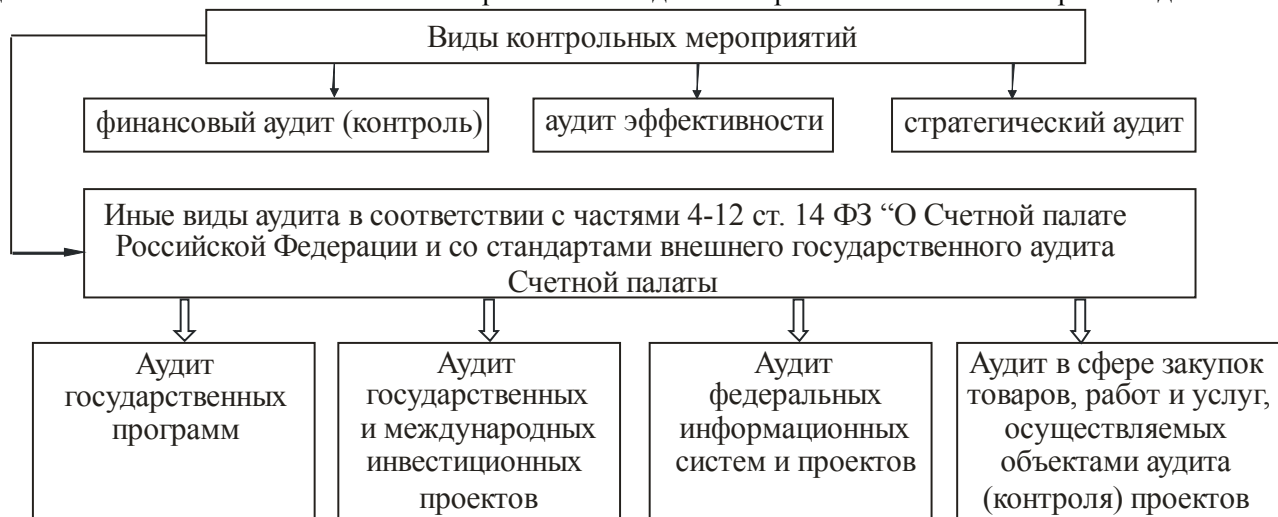 Виды контрольных мероприятий
финансовый аудит (контроль)
аудит эффективности
стратегический аудит
Иные виды аудита в соответствии с частями 4-12 ст. 14 ФЗ “О Счетной палате
Российской Федерации и со стандартами внешнего государственного аудита
Счетной палаты
Аудит
государственных
программ
Аудит
государственных
и международных
инвестиционных
проектов
Аудит
федеральных
информационных
систем и проектов
Аудит в сфере закупок
товаров, работ и услуг,
осуществляемых
объектами аудита
(контроля) проектов